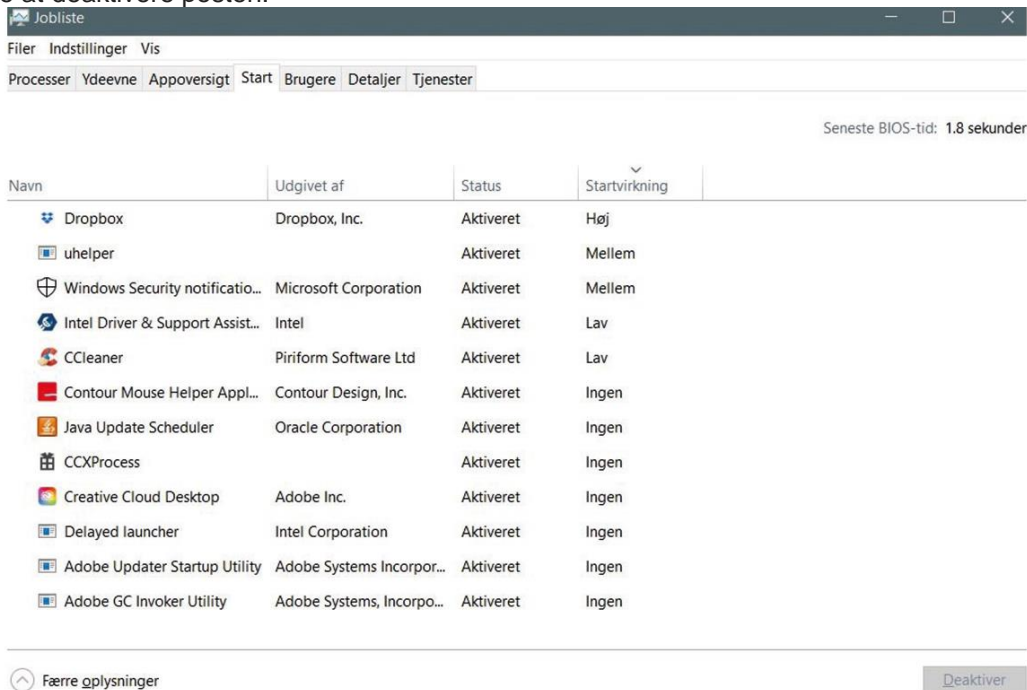 at deaktivere posten.
Jobliste
Filer Indstillinger Vis
Processer Ydeevne Appoversigt Start Brugere Detaljer Tjenester
Seneste BIOS-tid: 1.8 sekunder
Navn Udgivet af Status Startvirkning
Dropbox Dropbox, Inc. Aktiveret Høj
uhelper Aktiveret Mellem
Windows Security notificatio... Microsoft Corporation Aktiveret Mellem
Intel Driver & Support Assist... Intel Aktiveret Lav
CCleaner Piriform Software Ltd Aktiveret Lav
Contour Mouse Helper Appl... Contour Design, Inc. Aktiveret Ingen
Java Update Scheduler Oracle Corporation Aktiveret Ingen
CCXProcess Aktiveret Ingen
Creative Cloud Desktop Adobe Inc. Aktiveret Ingen
Delayed launcher Intel Corporation Aktiveret Ingen
Adobe Updater Startup Utility Adobe Systems Incorpor... Aktiveret Ingen
Adobe GC Invoker Utility Adobe Systems, Incorpo... Aktiveret Ingen
Færre oplysninger Deaktiver